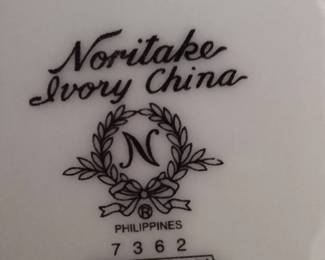 Noritake
Ivory China
N
®
PHILIPPINES
7362